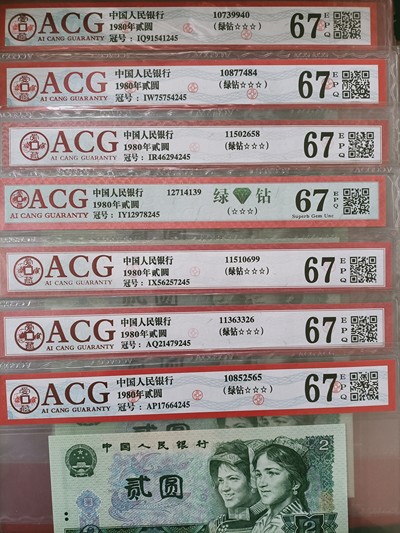 ACG 中国人民银行 10739940 67 EPQ
AI CANG GUARANTY 1980年贰圆 (绿钻☆☆☆)
冠号：IQ91541245
ACG 中国人民银行 10877484 67 EPQ
AI CANG GUARANTY 1980年贰圆 (绿钻☆☆☆)
冠号：IW75754245
ACG 中国人民银行 11502658 67 EPQ
AI CANG GUARANTY 1980年贰圆 (绿钻☆☆☆)
冠号：IR46294245
ACG 中国人民银行 12714139 绿钻 67 EPQ
AI CANG GUARANTY 1980年贰圆 (☆☆☆) Superb Gem Unc
冠号：IY12978245
ACG 中国人民银行 11510699 67 EPQ
AI CANG GUARANTY 1980年贰圆 (绿钻☆☆☆)
冠号：IX56257245
ACG 中国人民银行 11363326 67 EPQ
AI CANG GUARANTY 1980年贰圆 (绿钻☆☆☆)
冠号：AQ21479245
ACG 中国人民银行 10852565 67 EPQ
AI CANG GUARANTY 1980年贰圆 (绿钻☆☆☆)
冠号：AP17664245
中国人民银行 2
贰圆
2